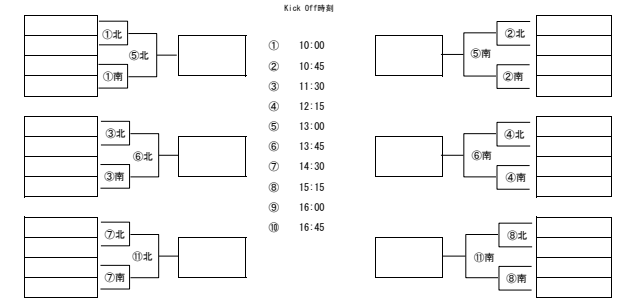 Kick Off時刻
①北
⑤北
①南
②北
⑤南
②南
① 10:00
② 10:45
③ 11:30
④ 12:15
⑤ 13:00
⑥ 13:45
⑦ 14:30
⑧ 15:15
⑨ 16:00
⑩ 16:45
③北
⑥北
③南
④北
⑥南
④南
⑦北
⑪北
⑦南
⑧北
⑪南
⑧南